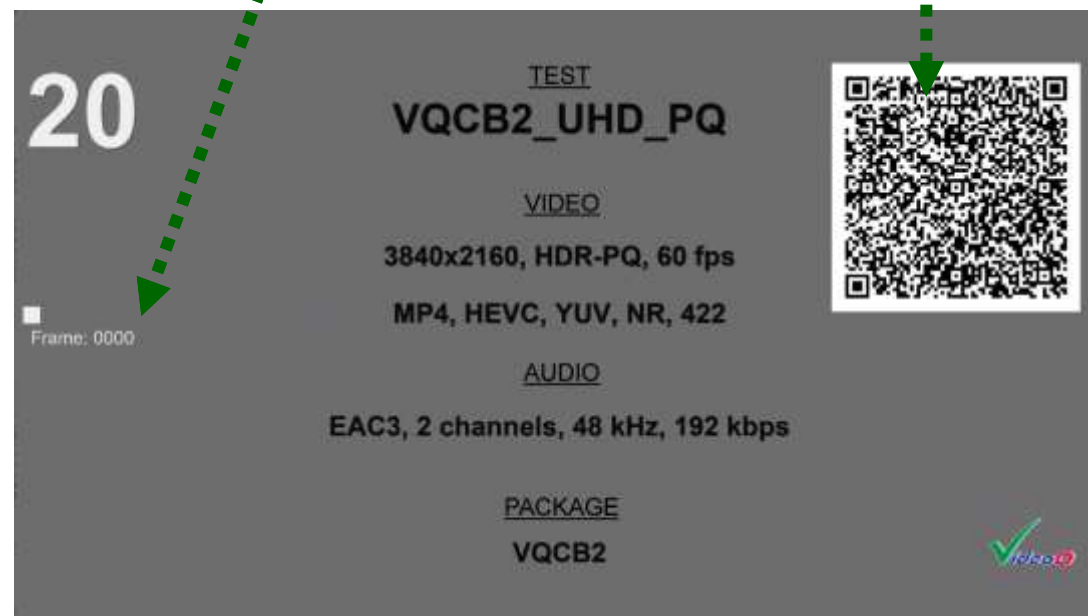 20
TEST
VQCB2_UHD_PQ
VIDEO
3840x2160, HDR-PQ, 60 fps
MP4, HEVC, YUV, NR, 422
Frame: 0000
AUDIO
EAC3, 2 channels, 48 kHz, 192 kbps
PACKAGE
VQCB2
VideoQ